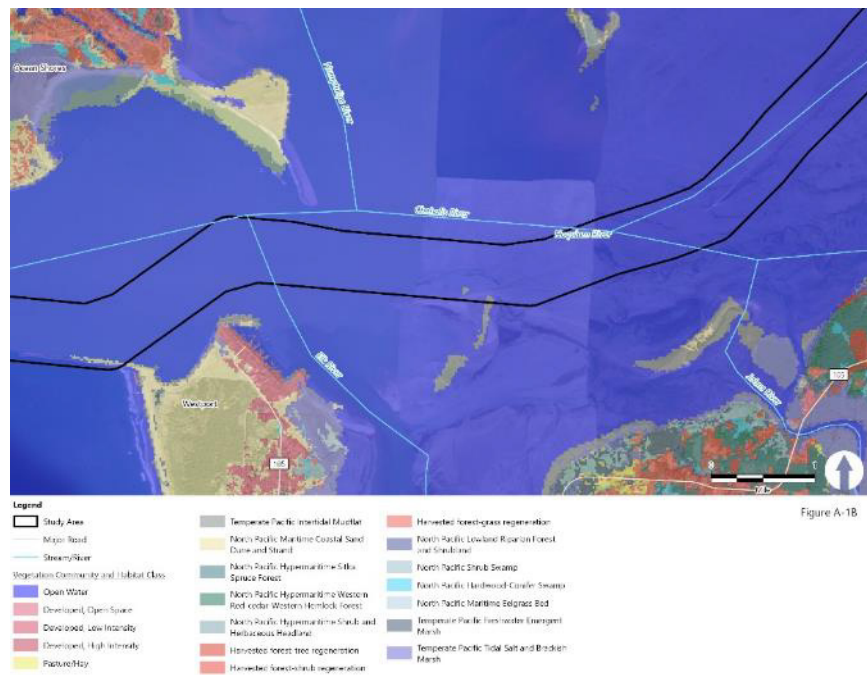 Ocean Shores
Humptulips River
Chehalis River
Hoquiam River
Elk River
Johns River
105
Westport
105
0
1
Figure A-1B
Legend
Study Area
Major Road
Stream/River
Vegetation Community and Habitat Class
Open Water
Developed, Open Space
Developed, Low Intensity
Developed, High Intensity
Pasture/Hay
Temperate Pacific Intertidal Mudflat
North Pacific Maritime Coastal Sand
Dune and Strand
North Pacific Hypermaritime Sitka
Spruce Forest
North Pacific Hypermaritime Western
Red-cedar Western Hemlock Forest
North Pacific Hypermaritime Shrub and
Herbaceous Headland
Harvested forest-tree regeneration
Harvested forest-shrub regeneration
Harvested forest-grass regeneration
North Pacific Lowland Riparian Forest
and Shrubland
North Pacific Shrub Swamp
North Pacific Hardwood-Conifer Swamp
North Pacific Maritime Eelgrass Bed
Temperate Pacific Freshwater Emergent
Marsh
Temperate Pacific Tidal Salt and Brackish
Marsh